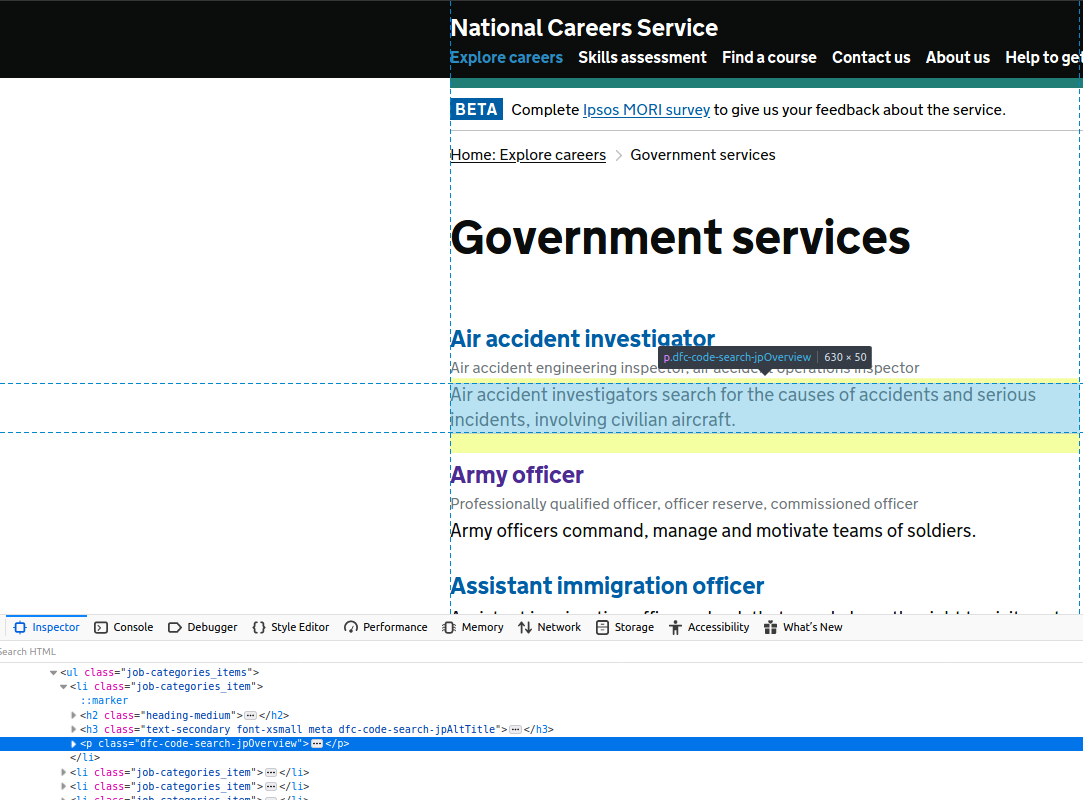 National Careers Service
Explore careers Skills assessment Find a course Contact us About us Help to get
BETA Complete Ipsos MORI survey to give us your feedback about the service.
Home: Explore careers > Government services
Government services
Air accident investigator
p.dfc-code-search-jpOverview | 630 × 50
Air accident engineering inspector, air accident operations inspector
Air accident investigators search for the causes of accidents and serious
incidents, involving civilian aircraft.
Army officer
Professionally qualified officer, officer reserve, commissioned officer
Army officers command, manage and motivate teams of soldiers.
Assistant immigration officer
Inspector Console Debugger Style Editor Performance Memory Network Storage Accessibility What's New
Search HTML
<ul class="job-categories_items">
<li class="job-categories_item">
::marker
<h2 class="heading-medium">…</h2>
<h3 class="text-secondary font-xsmall meta dfc-code-search-jpAltTitle">…</h3>
<p class="dfc-code-search-jpOverview">…</p>
</li>
<li class="job-categories_item">…</li>
<li class="job-categories_item">…</li>
<li class="job-categories_item">…</li>